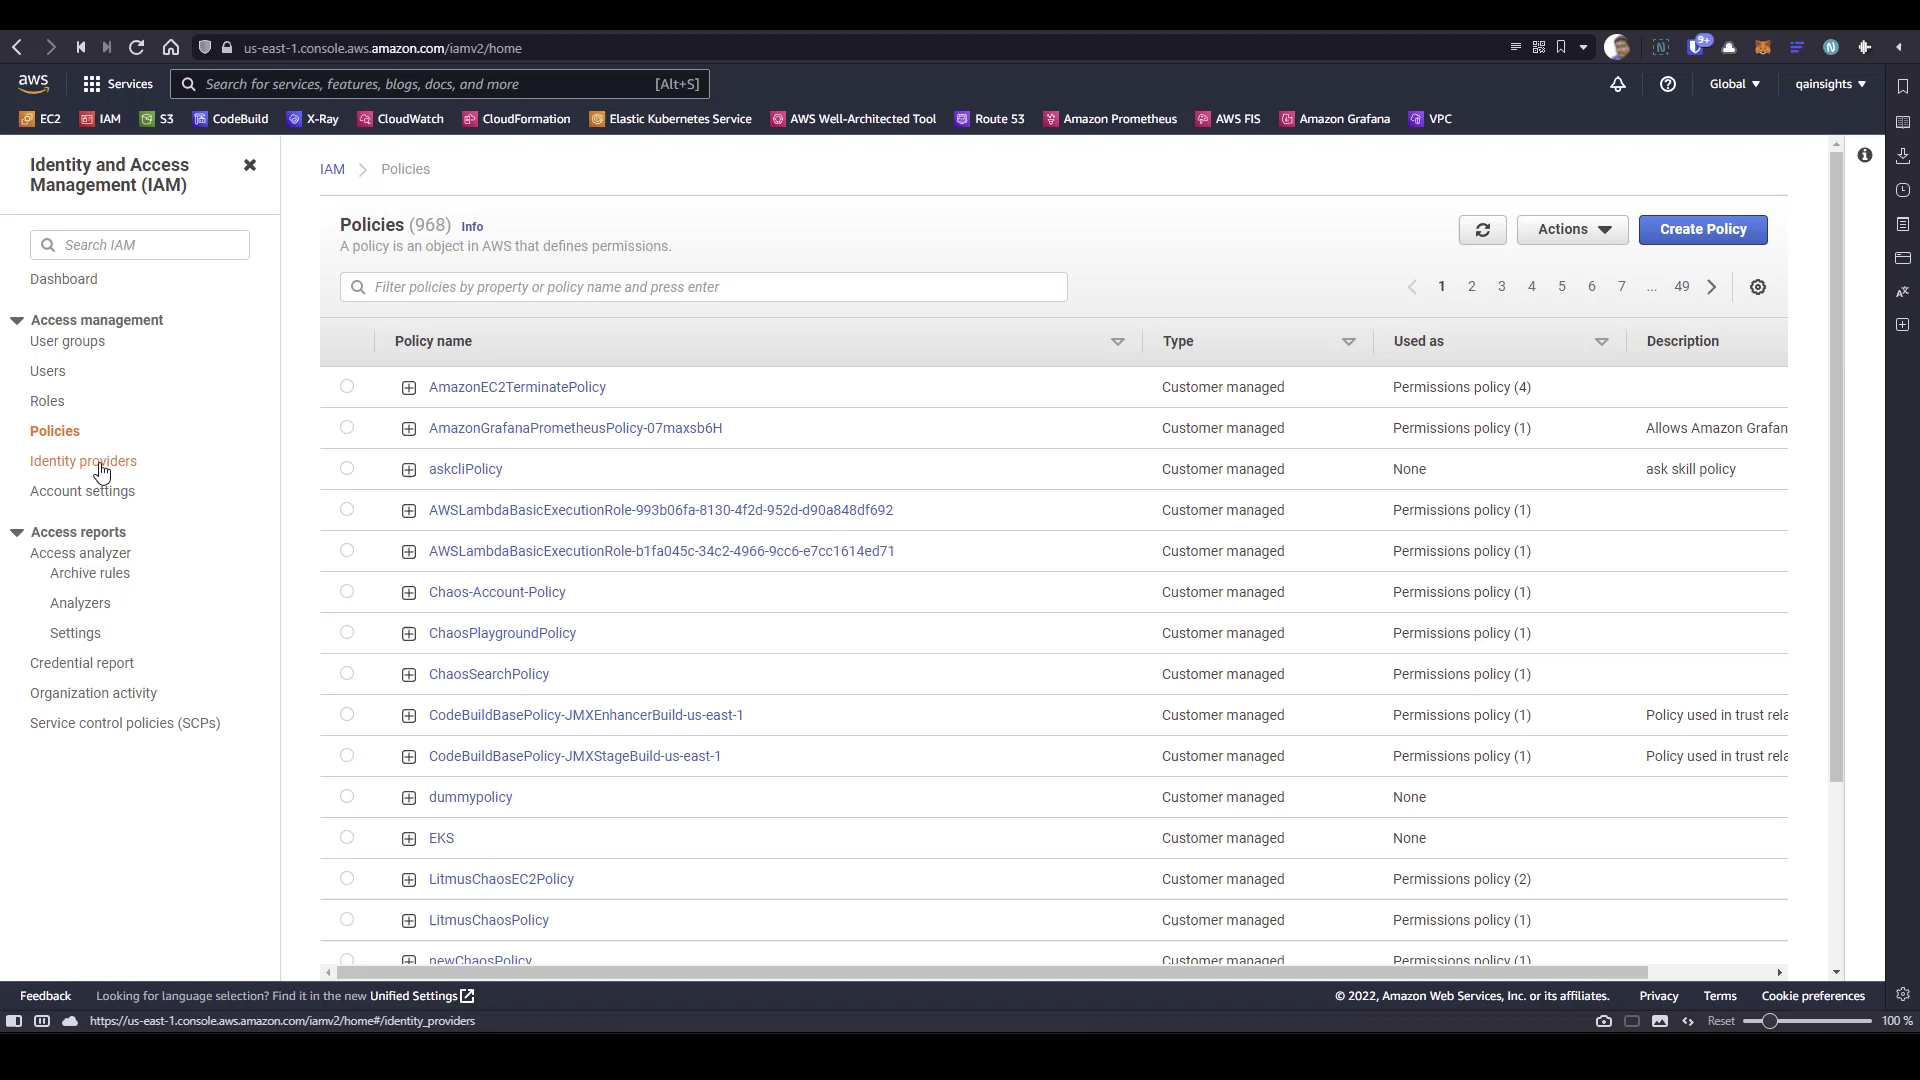 us-east-1.console.aws.amazon.com/iamv2/home
9+
aws
Services
Search for services, features, blogs, docs, and more [Alt+S]
Global
qainsights
EC2 IAM S3 CodeBuild X-Ray CloudWatch CloudFormation Elastic Kubernetes Service AWS Well-Architected Tool Route 53 Amazon Prometheus AWS FIS Amazon Grafana VPC
Identity and Access
Management (IAM)
Search IAM
Dashboard
Access management
User groups
Users
Roles
Policies
Identity providers
Account settings
Access reports
Access analyzer
Archive rules
Analyzers
Settings
Credential report
Organization activity
Service control policies (SCPs)
IAM Policies
Policies (968) Info
A policy is an object in AWS that defines permissions.
Actions
Create Policy
Filter policies by property or policy name and press enter
1 2 3 4 5 6 7 ... 49
Policy name Type Used as Description
AmazonEC2TerminatePolicy Customer managed Permissions policy (4)
AmazonGrafanaPrometheusPolicy-07maxsb6H Customer managed Permissions policy (1) Allows Amazon Grafan
askcliPolicy Customer managed None ask skill policy
AWSLambdaBasicExecutionRole-993b06fa-8130-4f2d-952d-d90a848df692 Customer managed Permissions policy (1)
AWSLambdaBasicExecutionRole-b1fa045c-34c2-4966-9cc6-e7cc1614ed71 Customer managed Permissions policy (1)
Chaos-Account-Policy Customer managed Permissions policy (1)
ChaosPlaygroundPolicy Customer managed Permissions policy (1)
ChaosSearchPolicy Customer managed Permissions policy (1)
CodeBuildBasePolicy-JMXEnhancerBuild-us-east-1 Customer managed Permissions policy (1) Policy used in trust rela
CodeBuildBasePolicy-JMXStageBuild-us-east-1 Customer managed Permissions policy (1) Policy used in trust rela
dummypolicy Customer managed None
EKS Customer managed None
LitmusChaosEC2Policy Customer managed Permissions policy (2)
LitmusChaosPolicy Customer managed Permissions policy (1)
newChaosPolicy Customer managed Permissions policy (1)
Feedback Looking for language selection? Find it in the new Unified Settings
© 2022, Amazon Web Services, Inc. or its affiliates. Privacy Terms Cookie preferences
https://us-east-1.console.aws.amazon.com/iamv2/home#/identity_providers
Reset 100 %